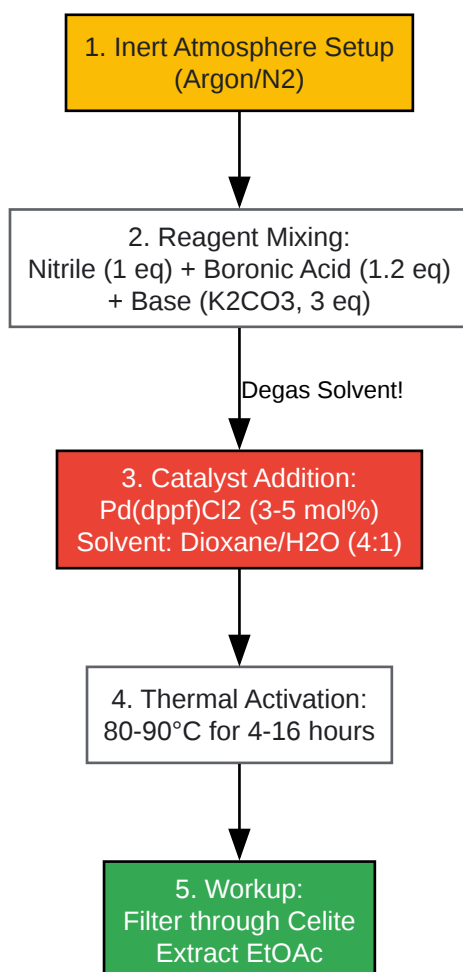 1. Inert Atmosphere Setup
(Argon/N2)
2. Reagent Mixing:
Nitrile (1 eq) + Boronic Acid (1.2 eq)
+ Base (K2CO3, 3 eq)
Degas Solvent!
3. Catalyst Addition:
Pd(dppf)Cl2 (3-5 mol%)
Solvent: Dioxane/H2O (4:1)
4. Thermal Activation:
80-90°C for 4-16 hours
5. Workup:
Filter through Celite
Extract EtOAc